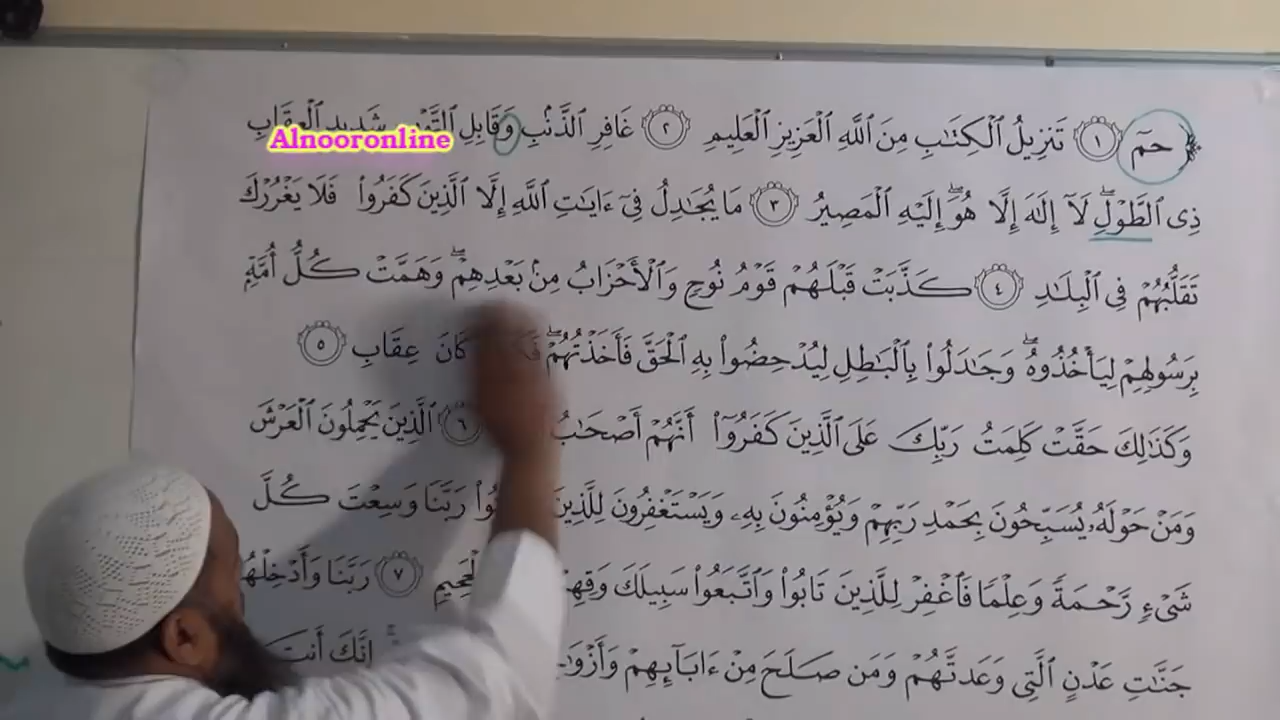 حمٓ ١ تَنزِيلُ ٱلْكِتَـٰبِ مِنَ ٱللَّهِ ٱلْعَزِيزِ ٱلْعَلِيمِ ٢ غَافِرِ ٱلذَّنۢبِ وَقَابِلِ شَدِيدِ ٱلْعِقَابِ
Alnooronline
ذِى ٱلطَّوْلِ ۖ لَآ إِلَـٰهَ إِلَّا هُوَ ۖ إِلَيْهِ ٱلْمَصِيرُ ٣ مَا يُجَـٰدِلُ فِىٓ ءَايَـٰتِ ٱللَّهِ إِلَّا ٱلَّذِينَ كَفَرُوا۟ فَلَا يَغْرُرْكَ
تَقَلُّبُهُمْ فِى ٱلْبِلَـٰدِ ٤ كَذَّبَتْ قَبْلَهُمْ قَوْمُ نُوحٍ وَٱلْأَحْزَابُ مِنۢ بَعْدِهِمْ ۖ وَهَمَّتْ كُلُّ أُمَّةٍۭ
بِرَسُولِهِمْ لِيَأْخُذُوهُ ۖ وَجَـٰدَلُوا۟ بِٱلْبَـٰطِلِ لِيُدْحِضُوا۟ بِهِ ٱلْحَقَّ فَأَخَذْتُهُمْ ۖ كَانَ عِقَابِ ٥
وَكَذَٰلِكَ حَقَّتْ كَلِمَتُ رَبِّكَ عَلَى ٱلَّذِينَ كَفَرُوٓا۟ أَنَّهُمْ أَصْحَـٰبُ ٦ ٱلَّذِينَ يَحْمِلُونَ ٱلْعَرْشَ
وَمَنْ حَوْلَهُۥ يُسَبِّحُونَ بِحَمْدِ رَبِّهِمْ وَيُؤْمِنُونَ بِهِۦ وَيَسْتَغْفِرُونَ لِلَّذِينَ رَبَّنَا وَسِعْتَ كُلَّ
شَىْءٍ رَّحْمَةً وَعِلْمًا فَٱغْفِرْ لِلَّذِينَ تَابُوا۟ وَٱتَّبَعُوا۟ سَبِيلَكَ وَقِهِمْ ٱلْجَحِيمِ ٧ رَبَّنَا وَأَدْخِلْهُمْ
جَنَّـٰتِ عَدْنٍ ٱلَّتِى وَعَدتَّهُمْ وَمَن صَلَحَ مِنْ ءَابَآئِهِمْ إِنَّكَ أَنتَ